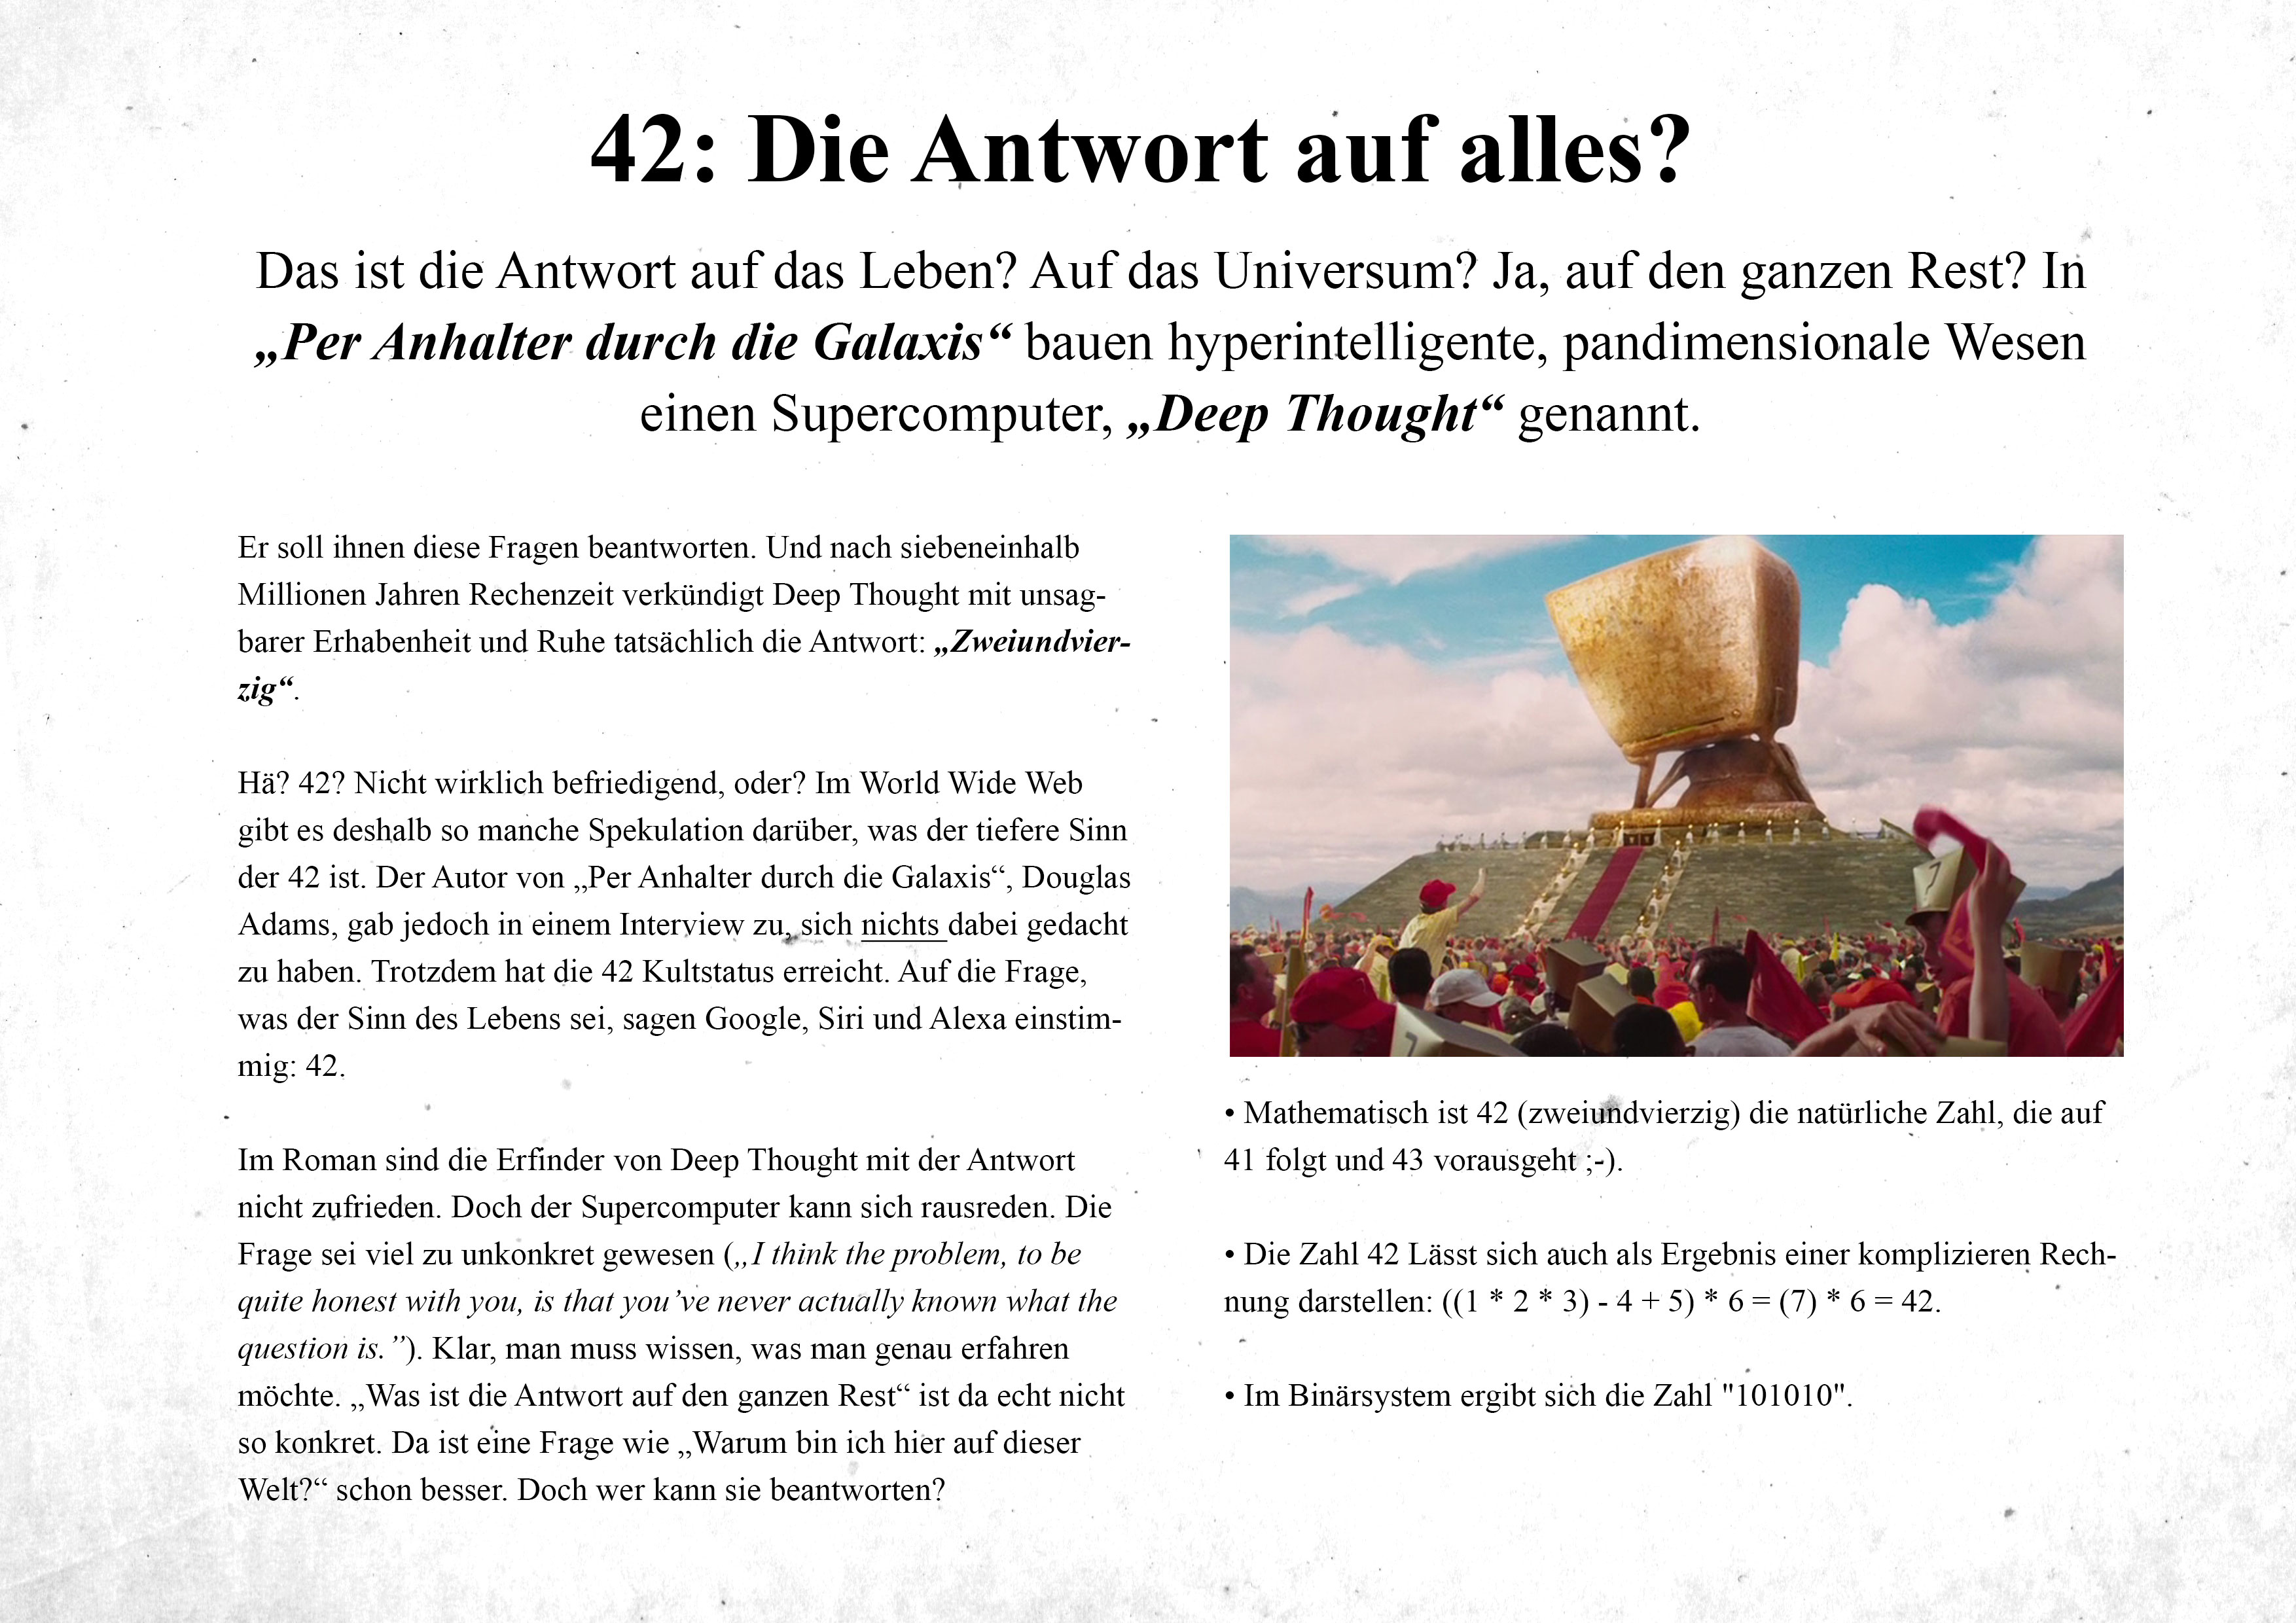 42: Die Antwort auf alles?
Das ist die Antwort auf das Leben? Auf das Universum? Ja, auf den ganzen Rest? In
„Per Anhalter durch die Galaxis“ bauen hyperintelligente, pandimensionale Wesen
einen Supercomputer, „Deep Thought“ genannt.
Er soll ihnen diese Fragen beantworten. Und nach siebeneinhalb
Millionen Jahren Rechenzeit verkündigt Deep Thought mit unsag-
barer Erhabenheit und Ruhe tatsächlich die Antwort: „Zweiundvier-
zig“.
Hä? 42? Nicht wirklich befriedigend, oder? Im World Wide Web
gibt es deshalb so manche Spekulation darüber, was der tiefere Sinn
der 42 ist. Der Autor von „Per Anhalter durch die Galaxis“, Douglas
Adams, gab jedoch in einem Interview zu, sich nichts dabei gedacht
zu haben. Trotzdem hat die 42 Kultstatus erreicht. Auf die Frage,
was der Sinn des Lebens sei, sagen Google, Siri und Alexa einstim-
mig: 42.
Im Roman sind die Erfinder von Deep Thought mit der Antwort
nicht zufrieden. Doch der Supercomputer kann sich rausreden. Die
Frage sei viel zu unkonkret gewesen („I think the problem, to be
quite honest with you, is that you’ve never actually known what the
question is.”). Klar, man muss wissen, was man genau erfahren
möchte. „Was ist die Antwort auf den ganzen Rest“ ist da echt nicht
so konkret. Da ist eine Frage wie „Warum bin ich hier auf dieser
Welt?“ schon besser. Doch wer kann sie beantworten?
7
7
• Mathematisch ist 42 (zweiundvierzig) die natürliche Zahl, die auf
41 folgt und 43 vorausgeht ;-).
• Die Zahl 42 Lässt sich auch als Ergebnis einer komplizieren Rech-
nung darstellen: ((1 * 2 * 3) - 4 + 5) * 6 = (7) * 6 = 42.
• Im Binärsystem ergibt sich die Zahl "101010".